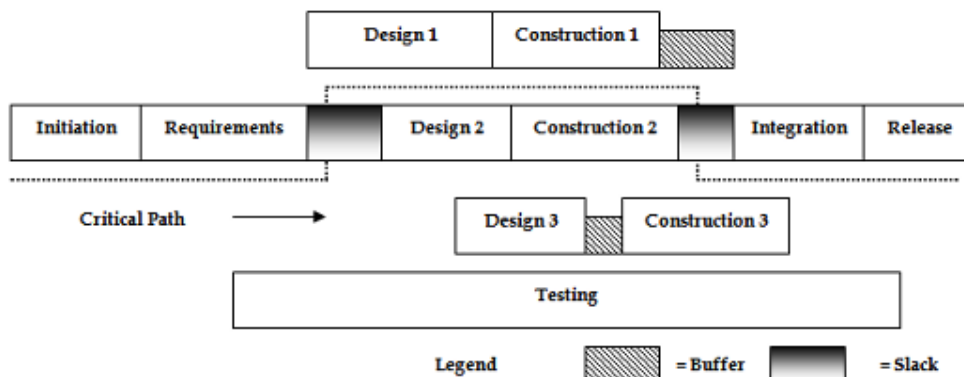 Design 1 Construction 1
Initiation Requirements Design 2 Construction 2 Integration Release
Critical Path
Design 3 Construction 3
Testing
Legend = Buffer = Slack